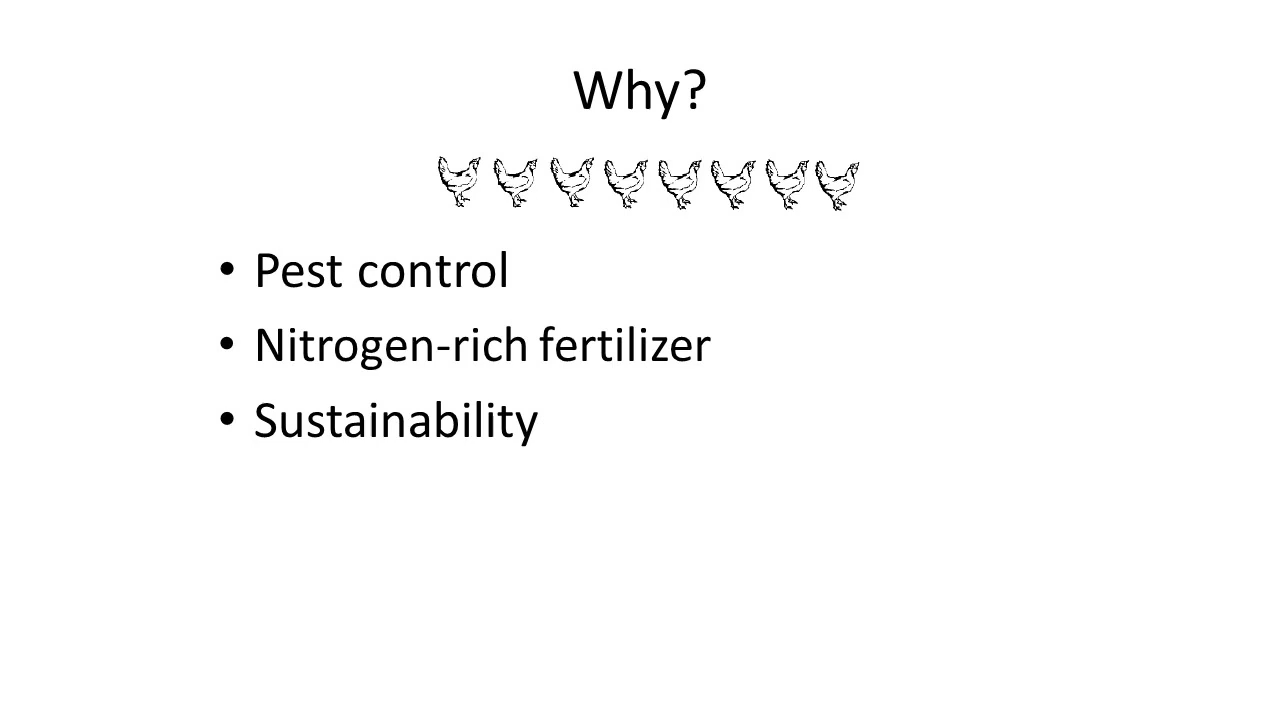 Why?
• Pest control
• Nitrogen-rich fertilizer
• Sustainability